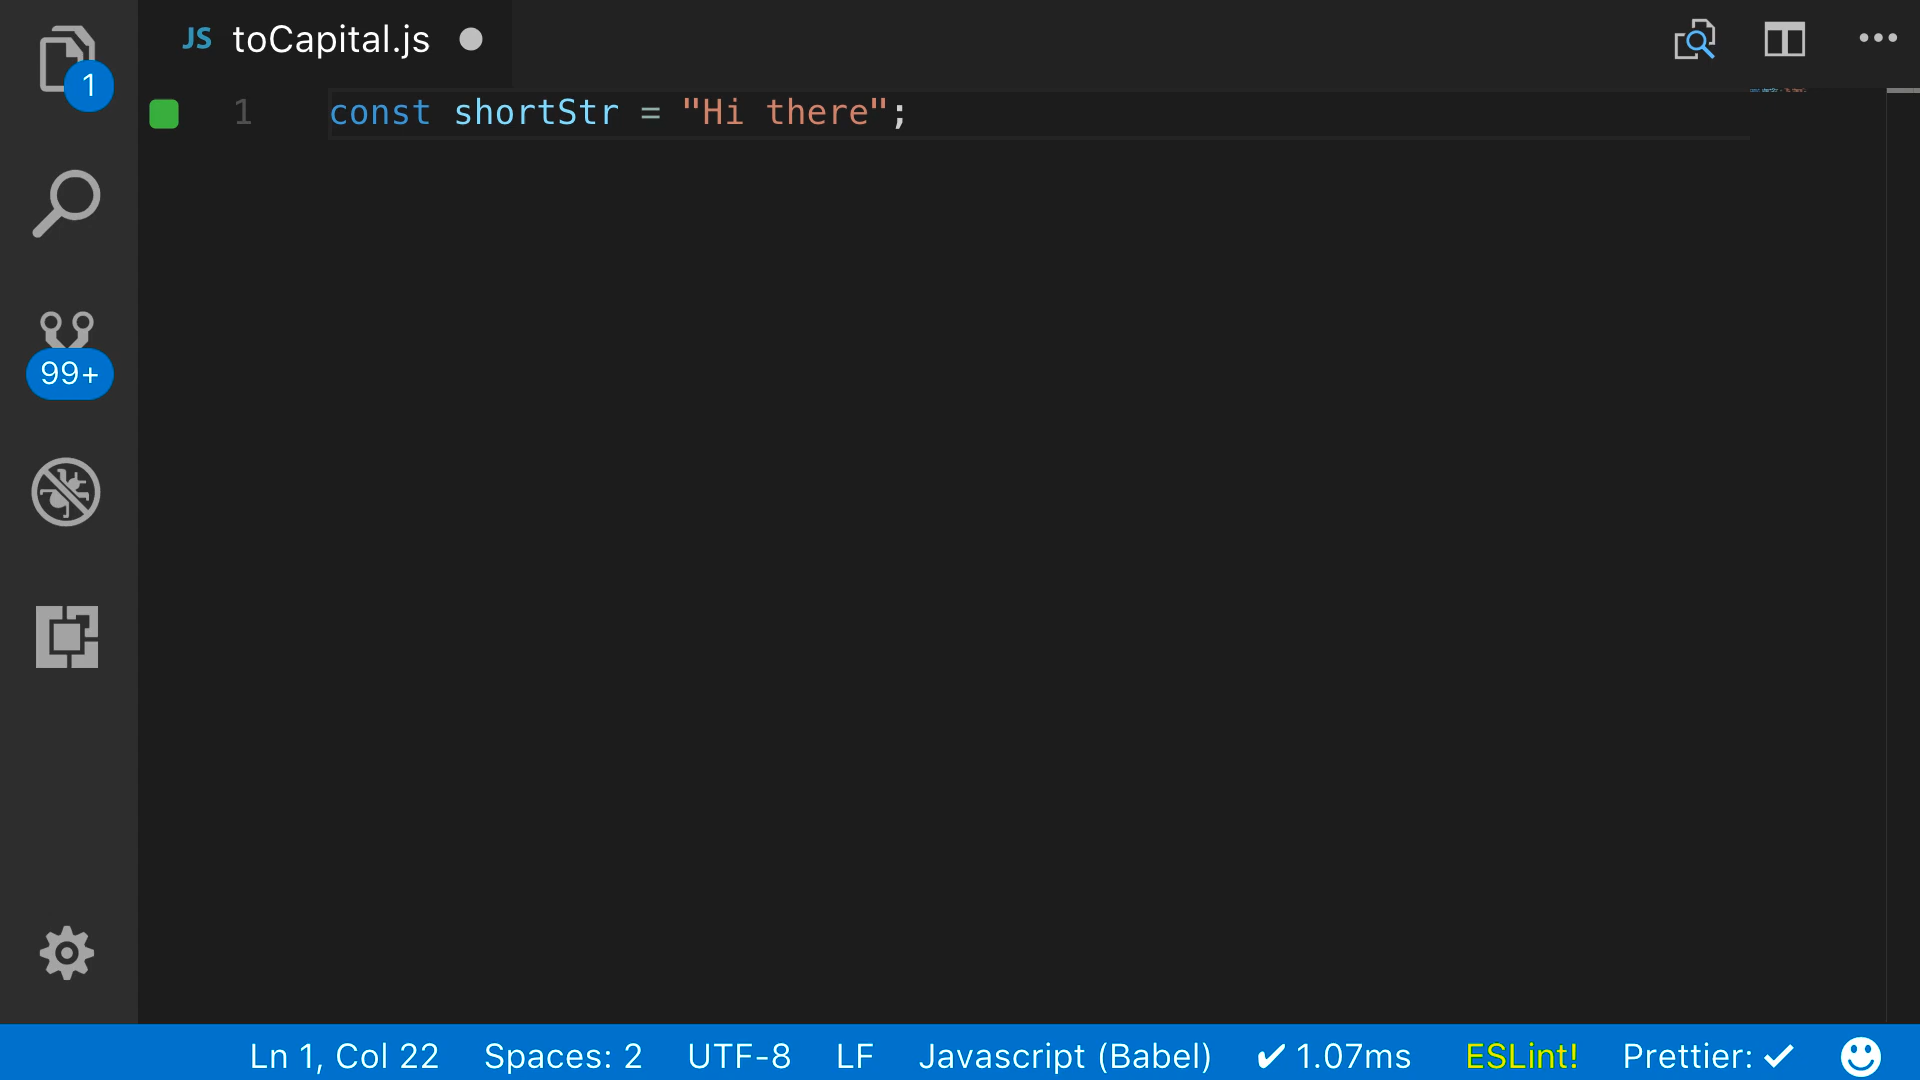 JS toCapital.js
1
1 const shortStr = "Hi there";
99+
Ln 1, Col 22 Spaces: 2 UTF-8 LF Javascript (Babel) ✔ 1.07ms ESLint! Prettier: ✓